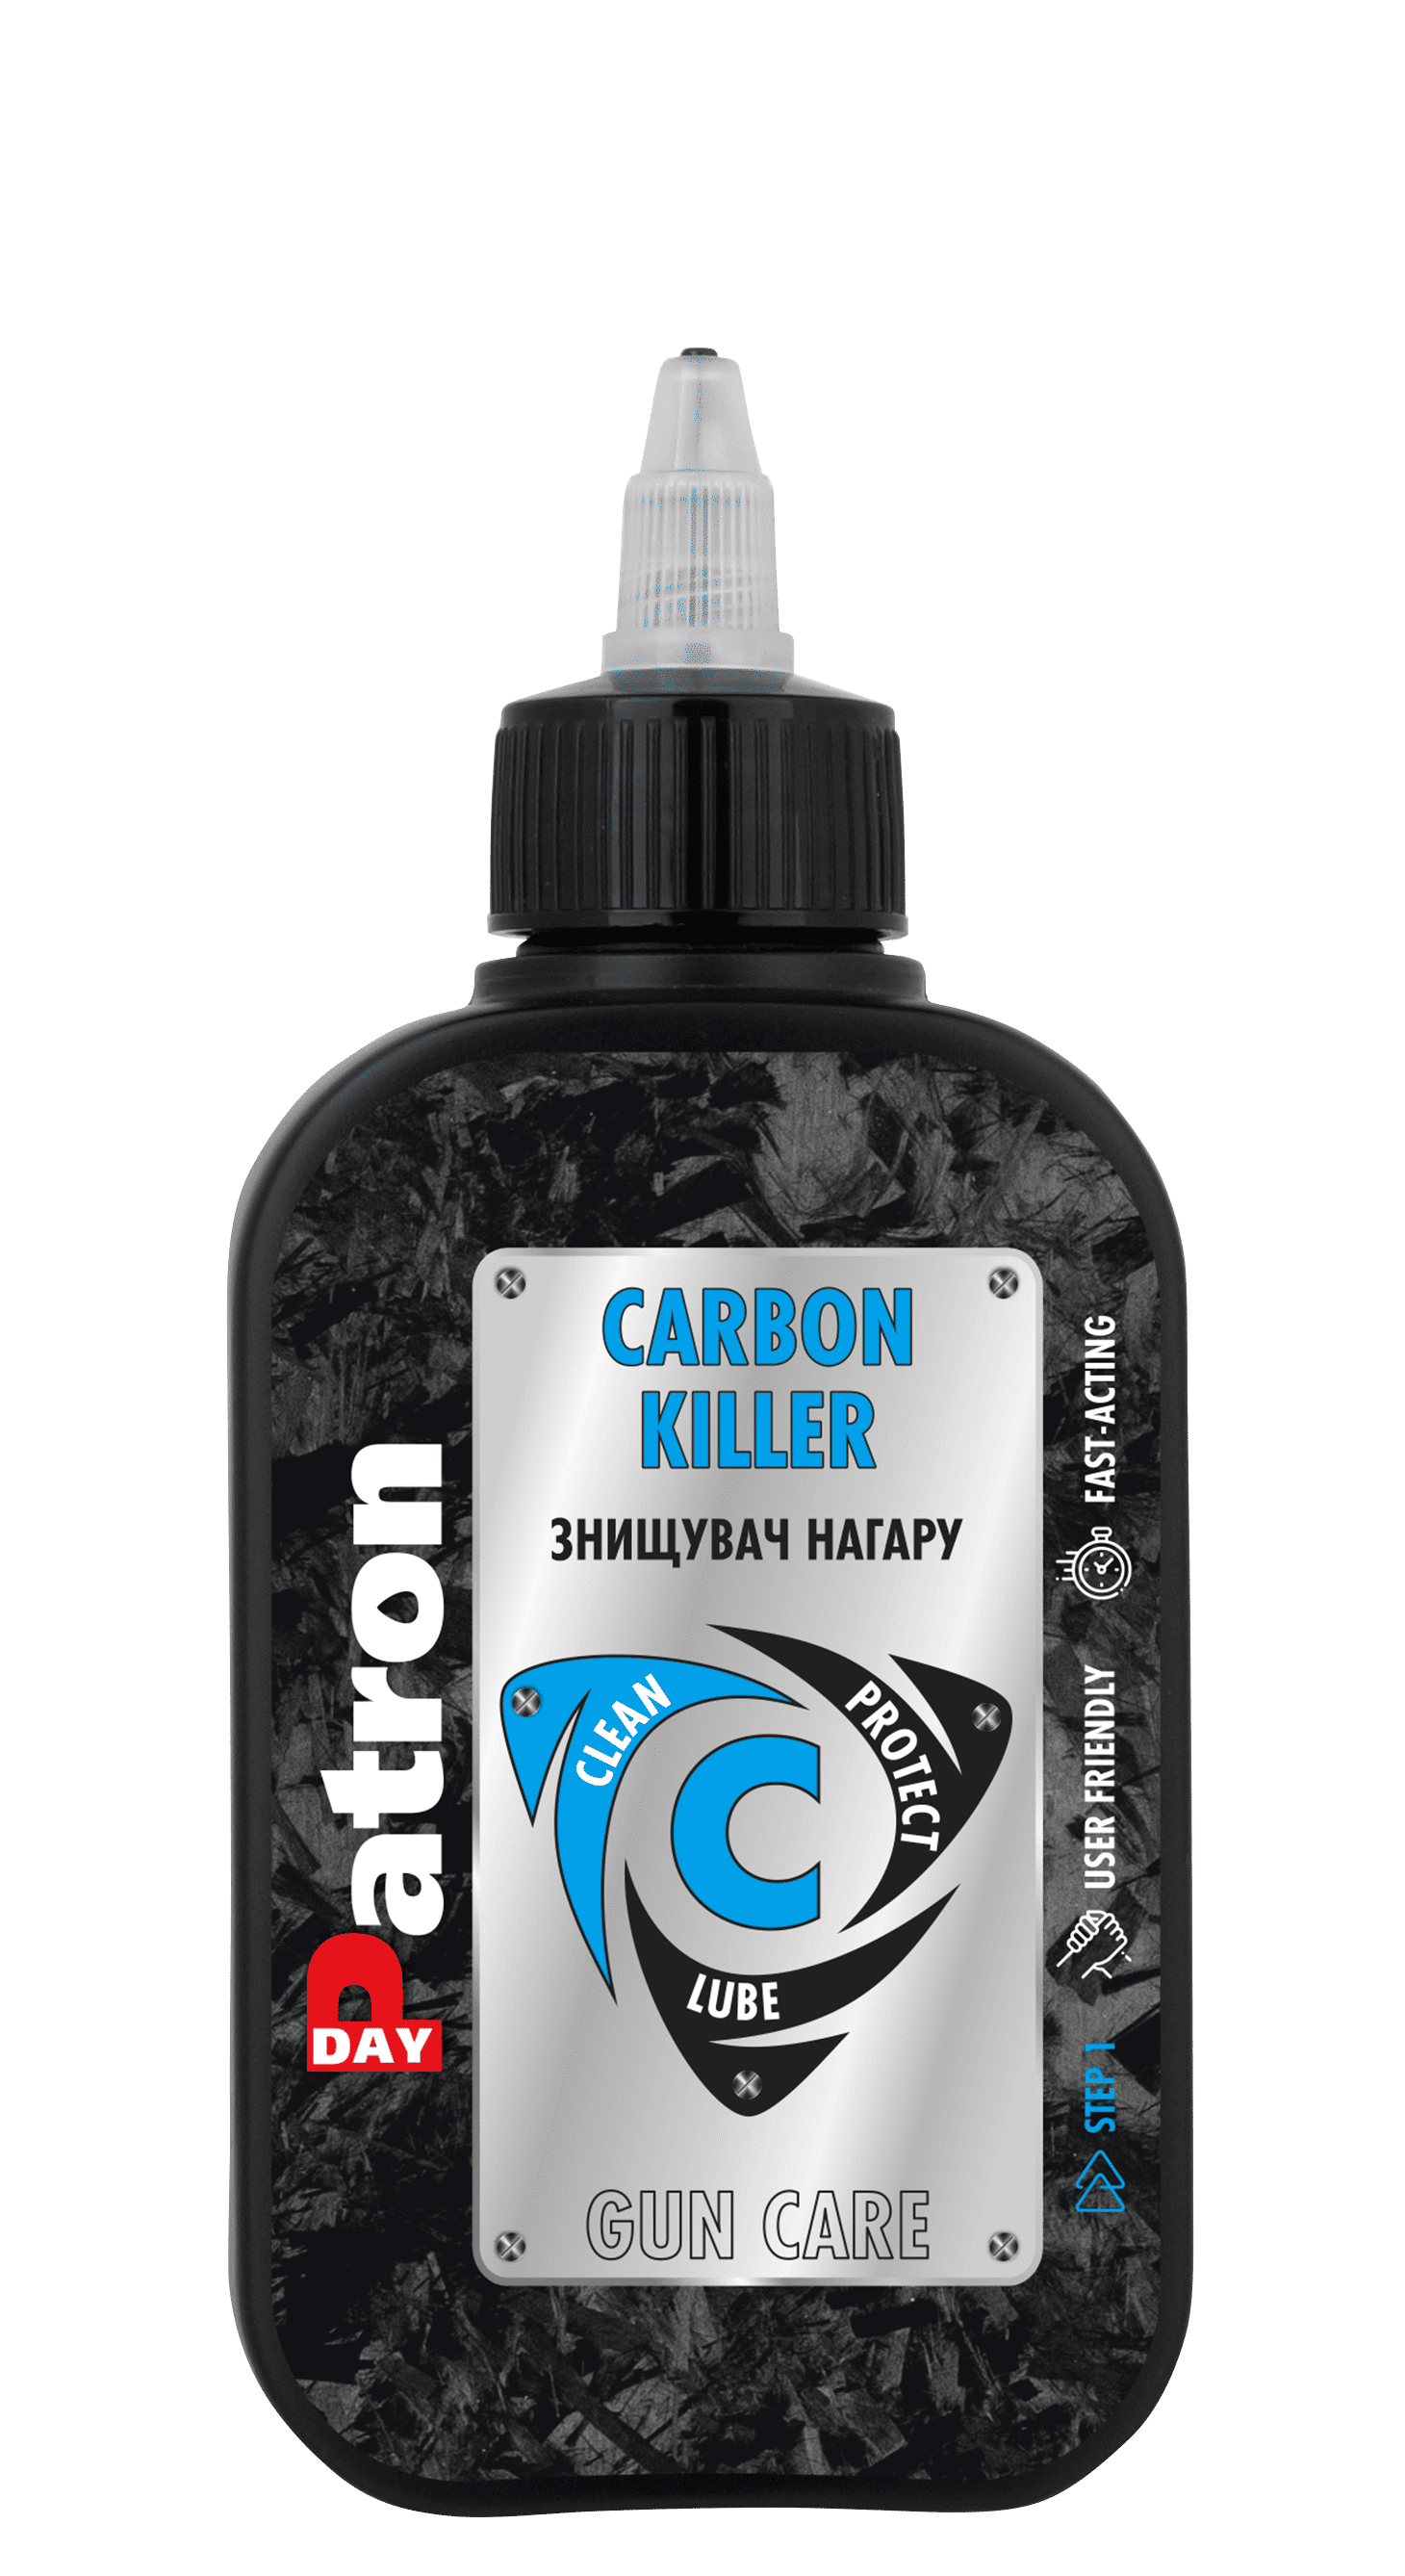 CARBON
KILLER
ЗНИЩУВАЧ НАГАРУ
CLEAN
PROTECT
C
LUBE
GUN CARE
Patron
DAY
STEP 1
USER FRIENDLY
FAST-ACTING